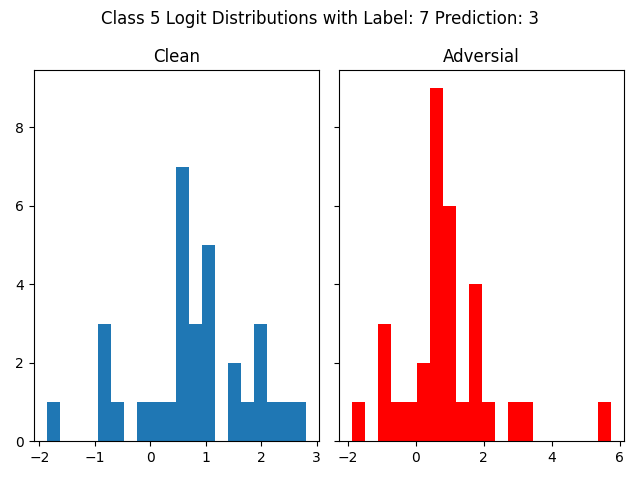 Class 5 Logit Distributions with Label: 7 Prediction: 3
Clean
Adversial
8
6
4
2
0
−2 −1 0 1 2 3
−2 0 2 4 6